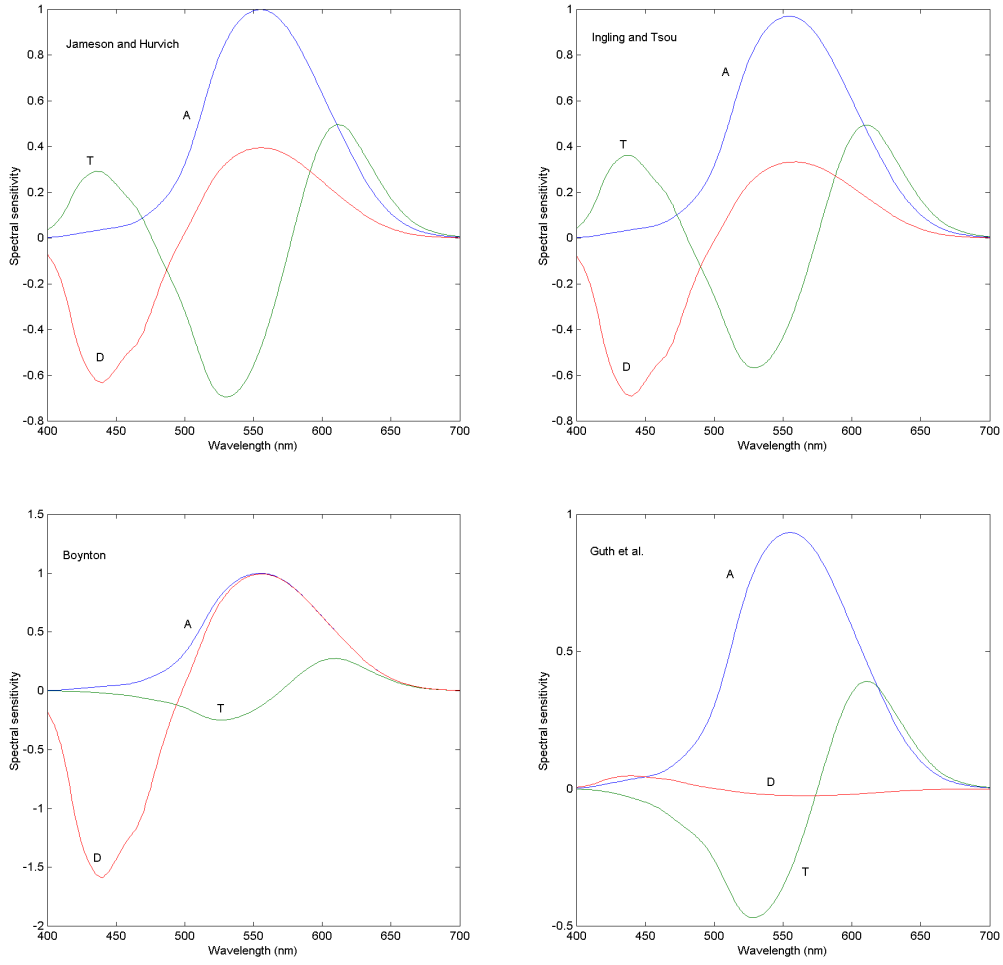 Jameson and Hurvich
A
T
D
Spectral sensitivity
1
0.8
0.6
0.4
0.2
0
-0.2
-0.4
-0.6
-0.8
400 450 500 550 600 650 700
Wavelength (nm)
Ingling and Tsou
A
T
D
Spectral sensitivity
1
0.8
0.6
0.4
0.2
0
-0.2
-0.4
-0.6
-0.8
400 450 500 550 600 650 700
Wavelength (nm)
Boynton
A
T
D
Spectral sensitivity
1.5
1
0.5
0
-0.5
-1
-1.5
-2
400 450 500 550 600 650 700
Wavelength (nm)
Guth et al.
A
D
T
Spectral sensitivity
1
0.5
0
-0.5
400 450 500 550 600 650 700
Wavelength (nm)